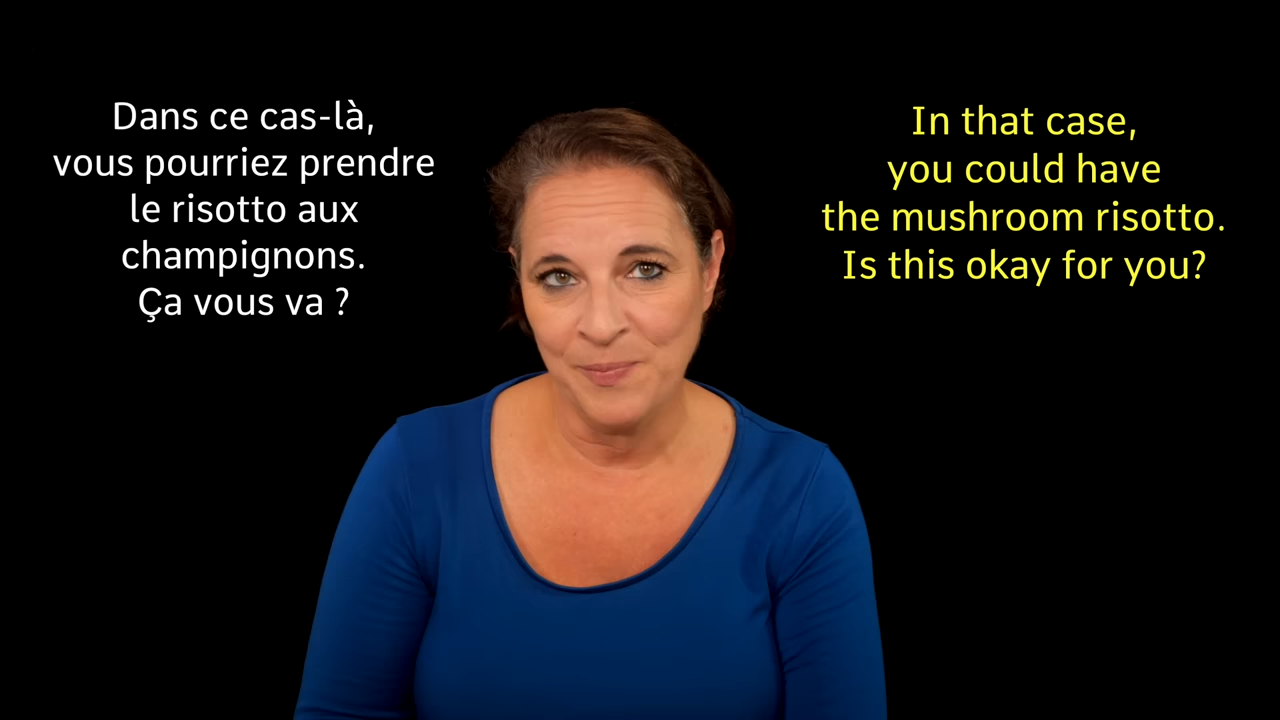 Dans ce cas-là,
vous pourriez prendre
le risotto aux
champignons.
Ça vous va ?
In that case,
you could have
the mushroom risotto.
Is this okay for you?